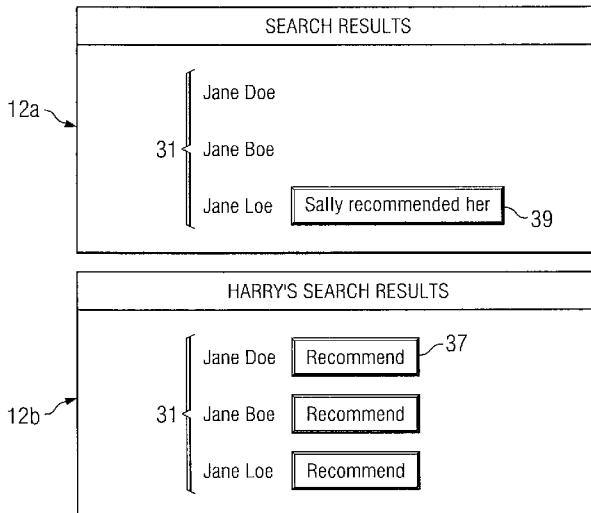 SEARCH RESULTS
Jane Doe
12a
31
Jane Boe
Jane Loe
Sally recommended her
39
HARRY'S SEARCH RESULTS
Jane Doe
Recommend
37
12b
31
Jane Boe
Recommend
Jane Loe
Recommend